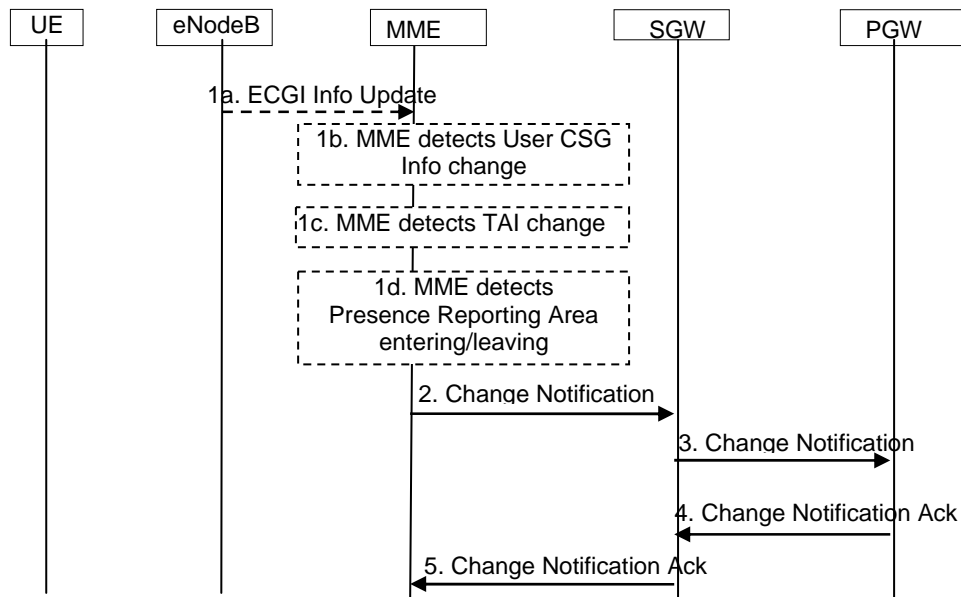 UE
eNodeB
MME
SGW
PGW
1a. ECGI Info Update
1b. MME detects User CSG
Info change
1c. MME detects TAI change
1d. MME detects
Presence Reporting Area
entering/leaving
2. Change Notification
3. Change Notification
4. Change Notification Ack
5. Change Notification Ack